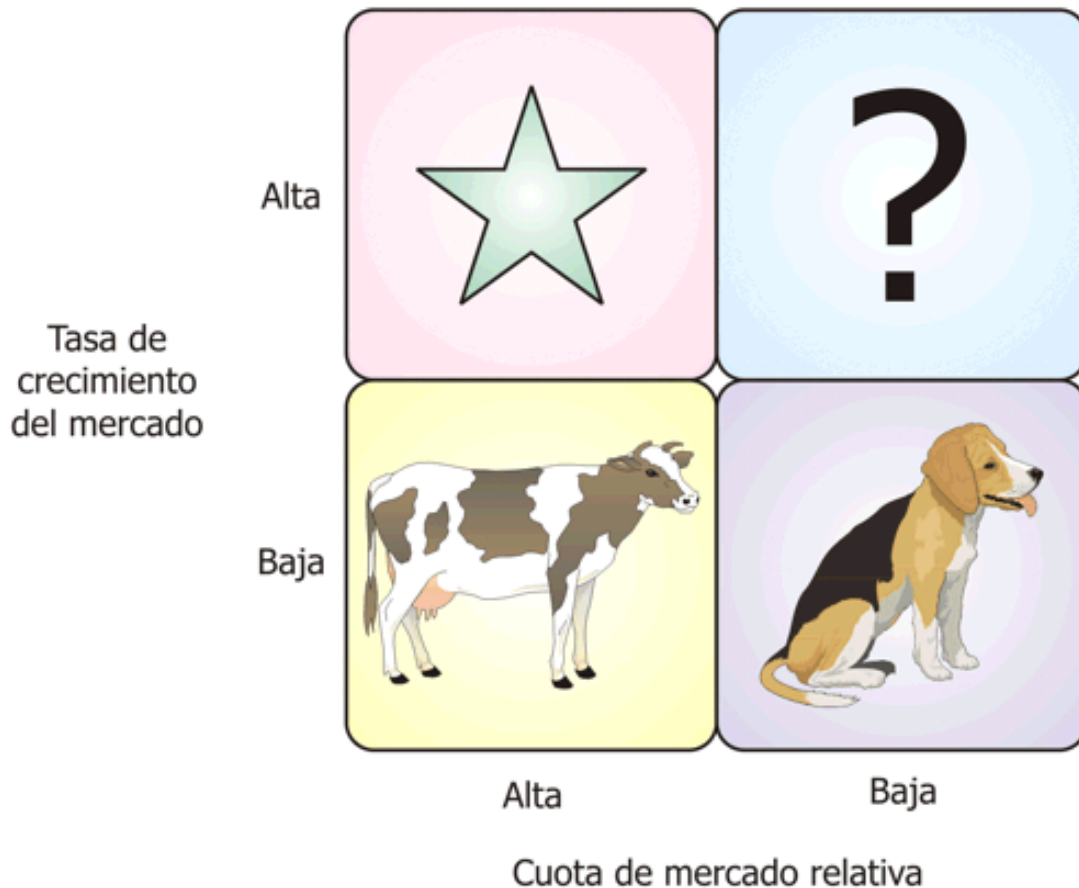 Alta
?
Tasa de
crecimiento
del mercado
Baja
Alta
Baja
Cuota de mercado relativa